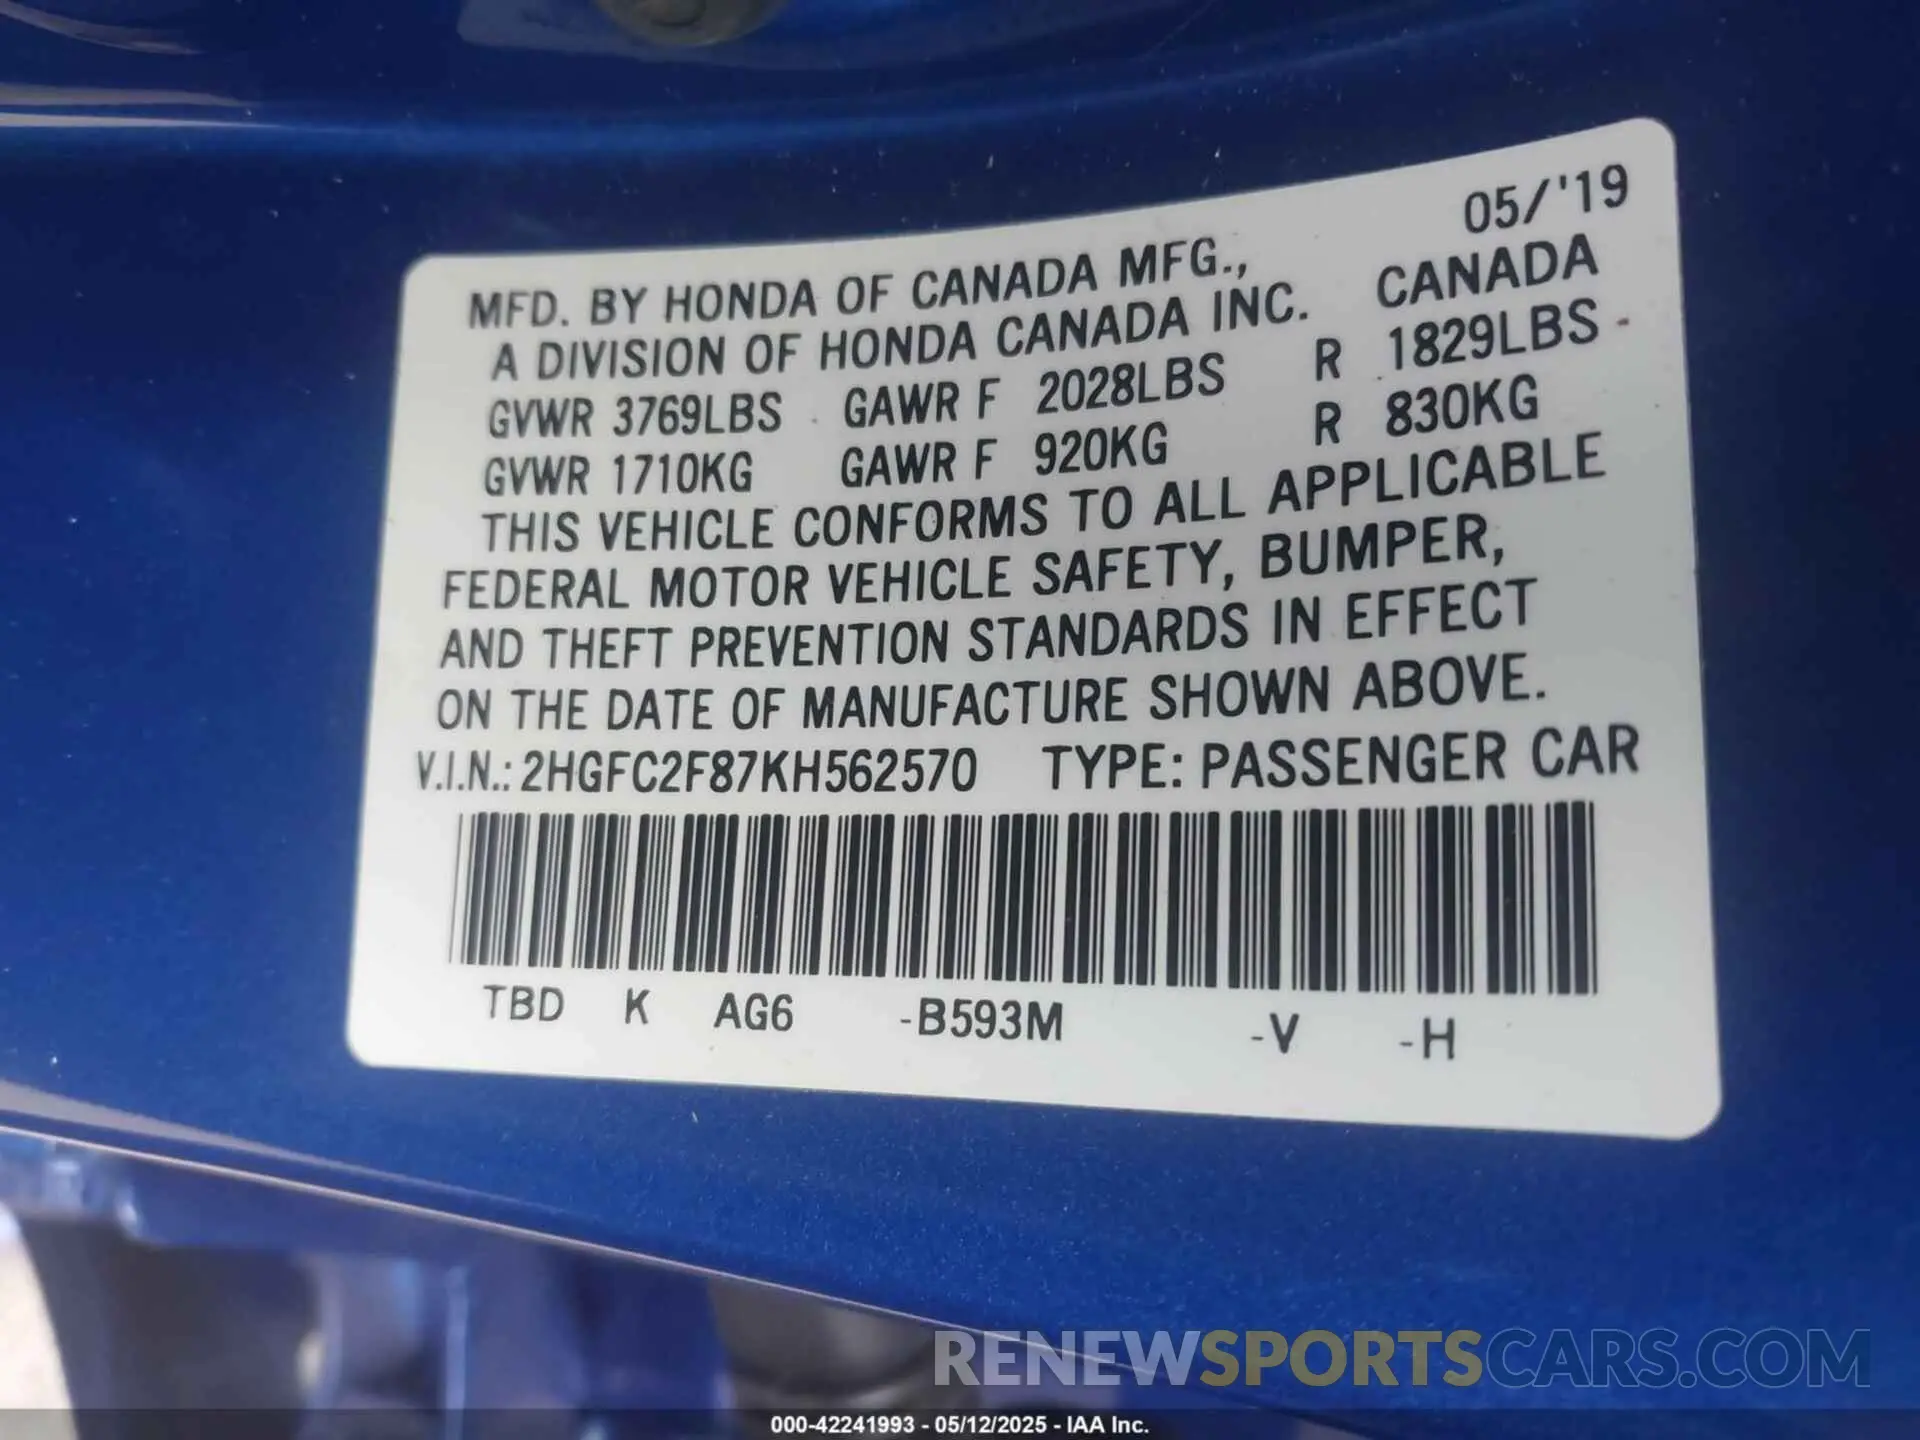 05/'19
MFD. BY HONDA OF CANADA MFG.,
A DIVISION OF HONDA CANADA INC. CANADA
GVWR 3769LBS GAWR F 2028LBS R 1829LBS
GVWR 1710KG GAWR F 920KG R 830KG
THIS VEHICLE CONFORMS TO ALL APPLICABLE
FEDERAL MOTOR VEHICLE SAFETY, BUMPER,
AND THEFT PREVENTION STANDARDS IN EFFECT
ON THE DATE OF MANUFACTURE SHOWN ABOVE.
V.I.N.: 2HGFC2F87KH562570 TYPE: PASSENGER CAR
TBD K AG6 -B593M -V -H
RENEWSPORTSCARS.COM
000-42241993 - 05/12/2025 - IAA Inc.